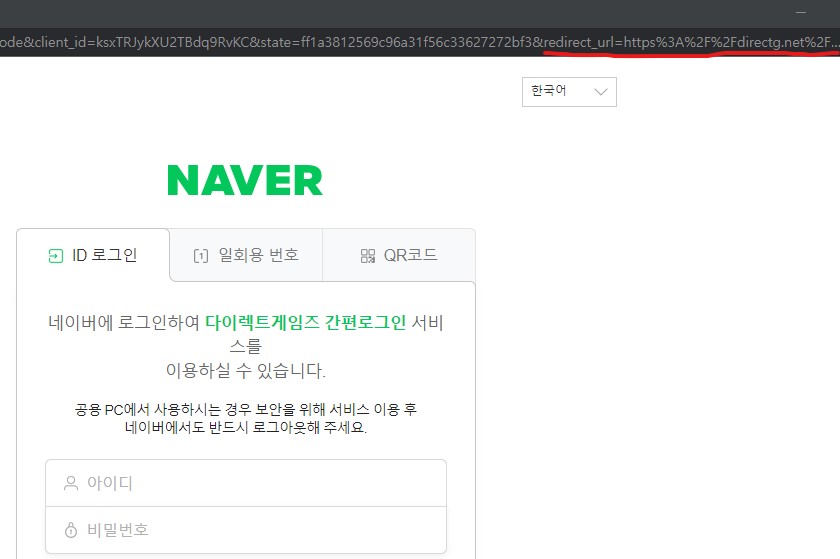 ode&client_id=ksxTRJykXU2TBdq9RvKC&state=ff1a3812569c96a31f56c33627272bf3&redirect_url=https%3A%2F%2Fdirectg.net%2F...
한국어
NAVER
ID 로그인
일회용 번호
QR코드
네이버에 로그인하여 다이렉트게임즈 간편로그인 서비
스를
이용하실 수 있습니다.
공용 PC에서 사용하시는 경우 보안을 위해 서비스 이용 후
네이버에서도 반드시 로그아웃해 주세요.
아이디
비밀번호